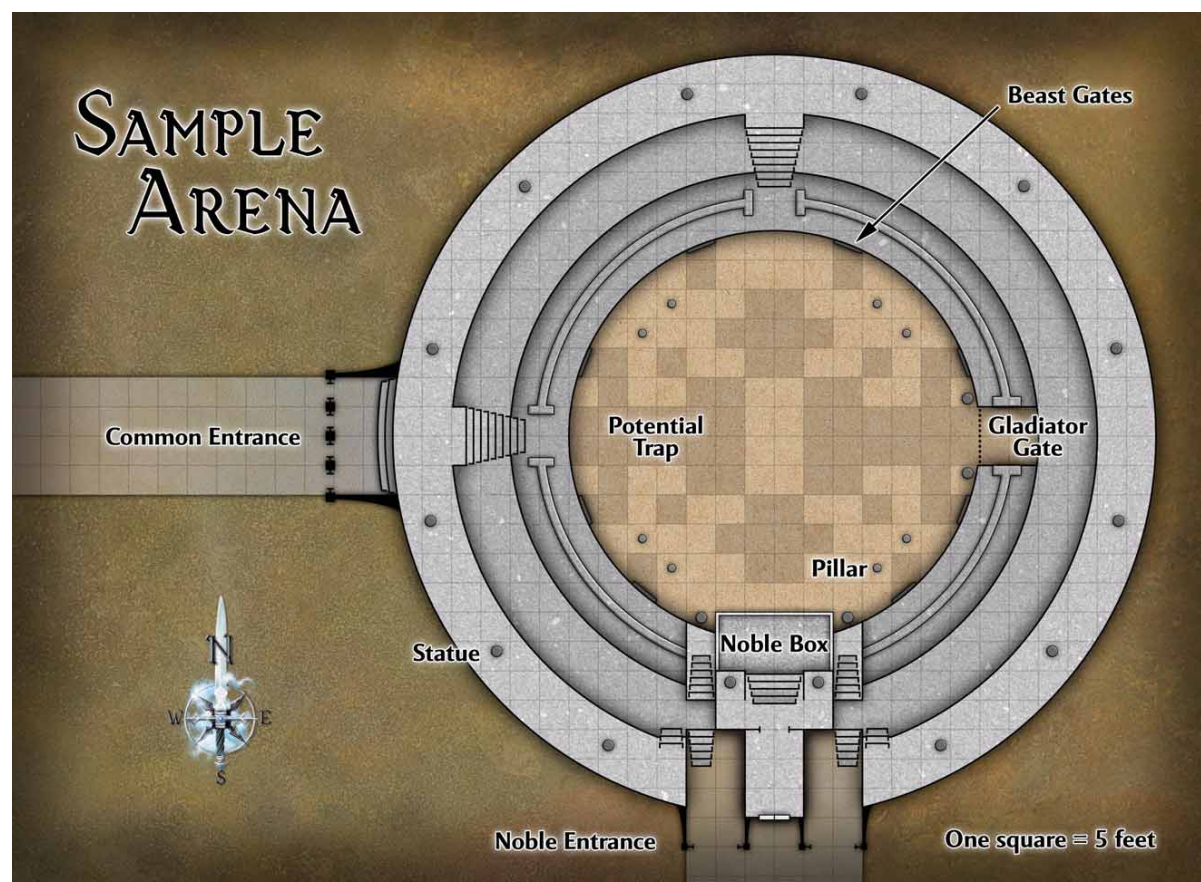 SAMPLE
ARENA
Beast Gates
Common Entrance
Potential
Trap
Gladiator
Gate
Pillar
Noble Box
Statue
N
W
E
S
Noble Entrance
One square = 5 feet